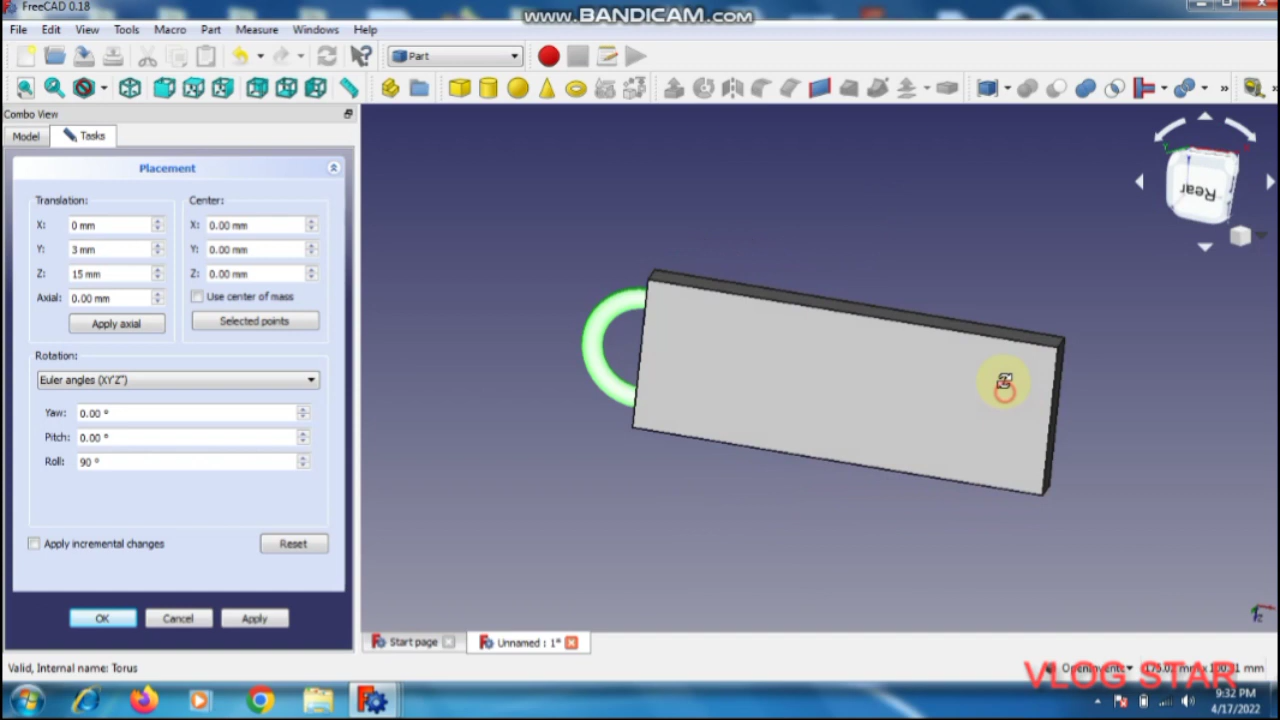 FreeCAD 0.18
www.BANDICAM.com
File Edit View Tools Macro Part Measure Windows Help
Part
Combo View
Model Tasks
Placement
Translation: Center:
X: 0 mm X: 0.00 mm
Y: 3 mm Y: 0.00 mm
Z: 15 mm Z: 0.00 mm
Axial: 0.00 mm Use center of mass
Apply axial Selected points
Rotation:
Euler angles (XY'Z")
Yaw: 0.00 °
Pitch: 0.00 °
Roll: 90 °
Apply incremental changes Reset
OK Cancel Apply
Rear
Start page Unnamed : 1*
Valid, Internal name: Torus
VLOG STAR
9:32 PM
4/17/2022